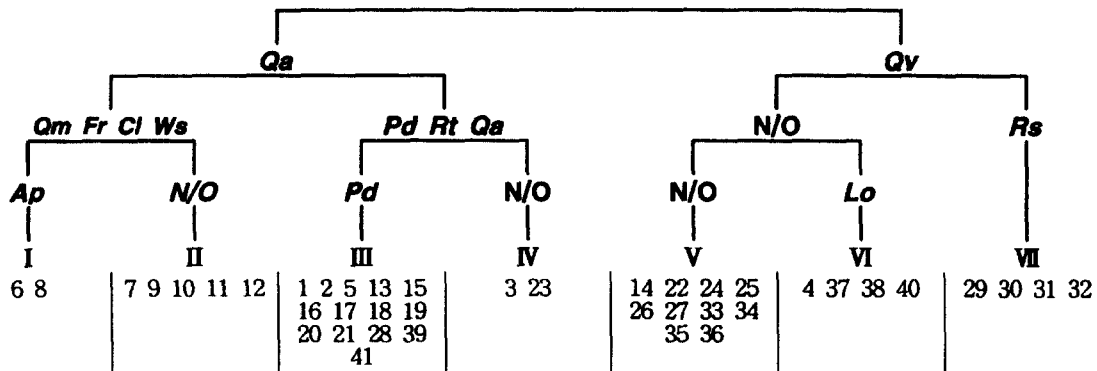 Qa Qv
Qm Fr Cl Ws Pd Rt Qa N/O Rs
Ap N/O Pd N/O N/O Lo
I II III IV V VI VII
6 8 7 9 10 11 12 1 2 5 13 15 3 23 14 22 24 25 4 37 38 40 29 30 31 32
16 17 18 19 26 27 33 34
20 21 28 39 35 36
41